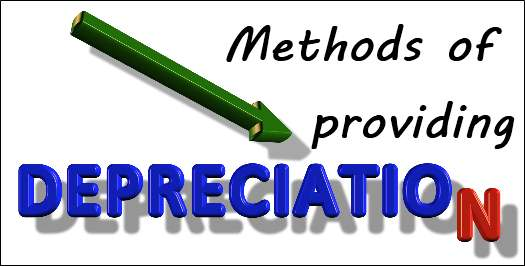 Methods of
providing
DEPRECIATION